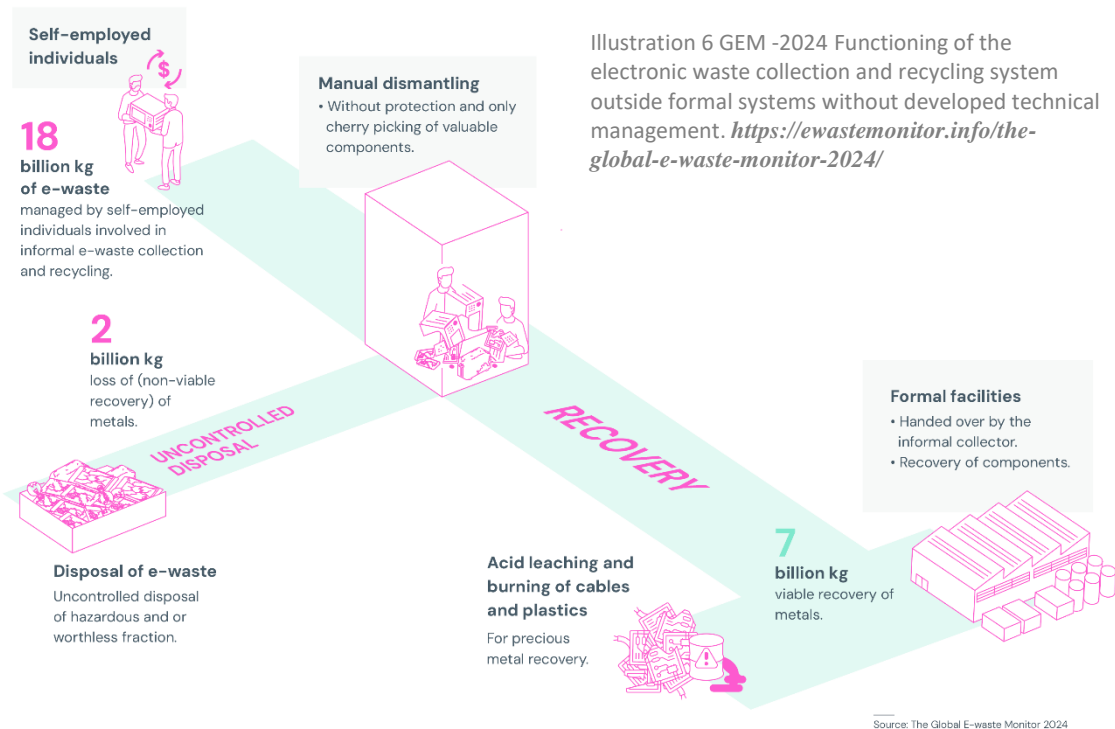 Self-employed
individuals
$
18
billion kg
of e-waste
managed by self-employed
individuals involved in
informal e-waste collection
and recycling.
Manual dismantling
• Without protection and only
cherry picking of valuable
components.
Illustration 6 GEM -2024 Functioning of the
electronic waste collection and recycling system
outside formal systems without developed technical
management. https://ewastemonitor.info/the-
global-e-waste-monitor-2024/
2
billion kg
loss of (non-viable
recovery) of
metals.
UNCONTROLLED
DISPOSAL
RECOVERY
Disposal of e-waste
Uncontrolled disposal
of hazardous and or
worthless fraction.
Acid leaching and
burning of cables
and plastics
For precious
metal recovery.
7
billion kg
viable recovery of
metals.
Formal facilities
• Handed over by the
informal collector.
• Recovery of components.
Source: The Global E-waste Monitor 2024